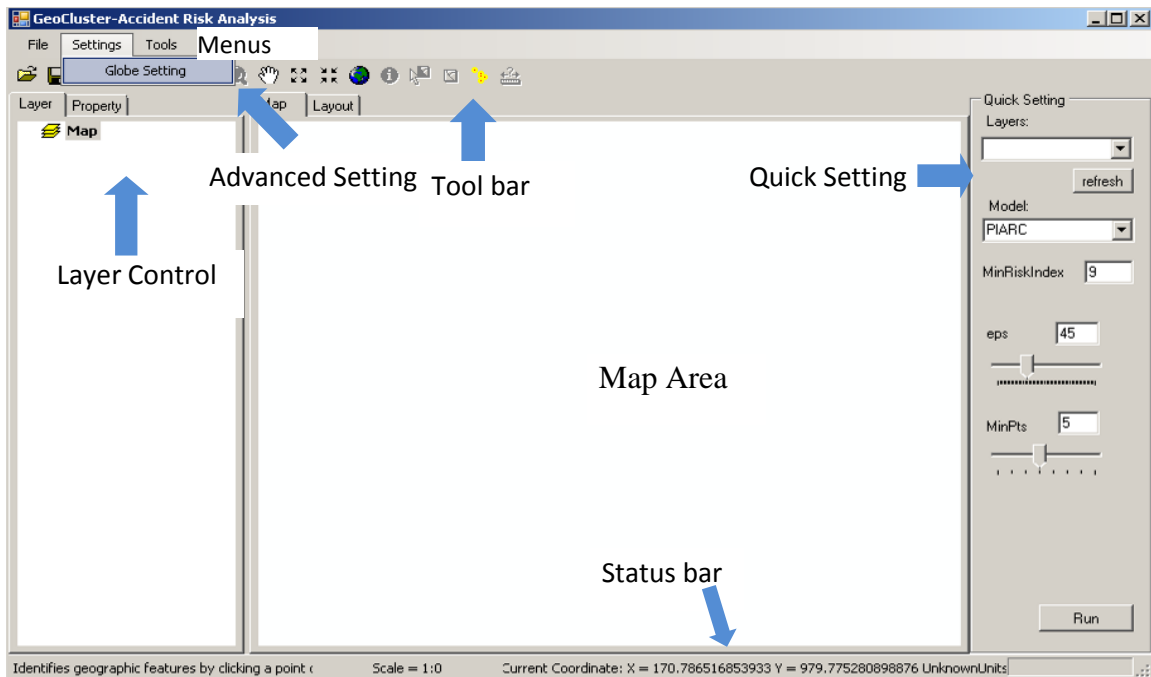 GeoCluster-Accident Risk Analysis
File Settings Tools Menus
Globe Setting
Layer Property
Map Layout
Map
Advanced Setting
Tool bar
Quick Setting
Layer Control
Map Area
Status bar
Quick Setting
Layers:
refresh
Model:
PIARC
MinRiskIndex 9
eps 45
MinPts 5
Run
Identifies geographic features by clicking a point Scale = 1:0 Current Coordinate: X = 170.786516853933 Y = 979.775280898876 UnknownUnits